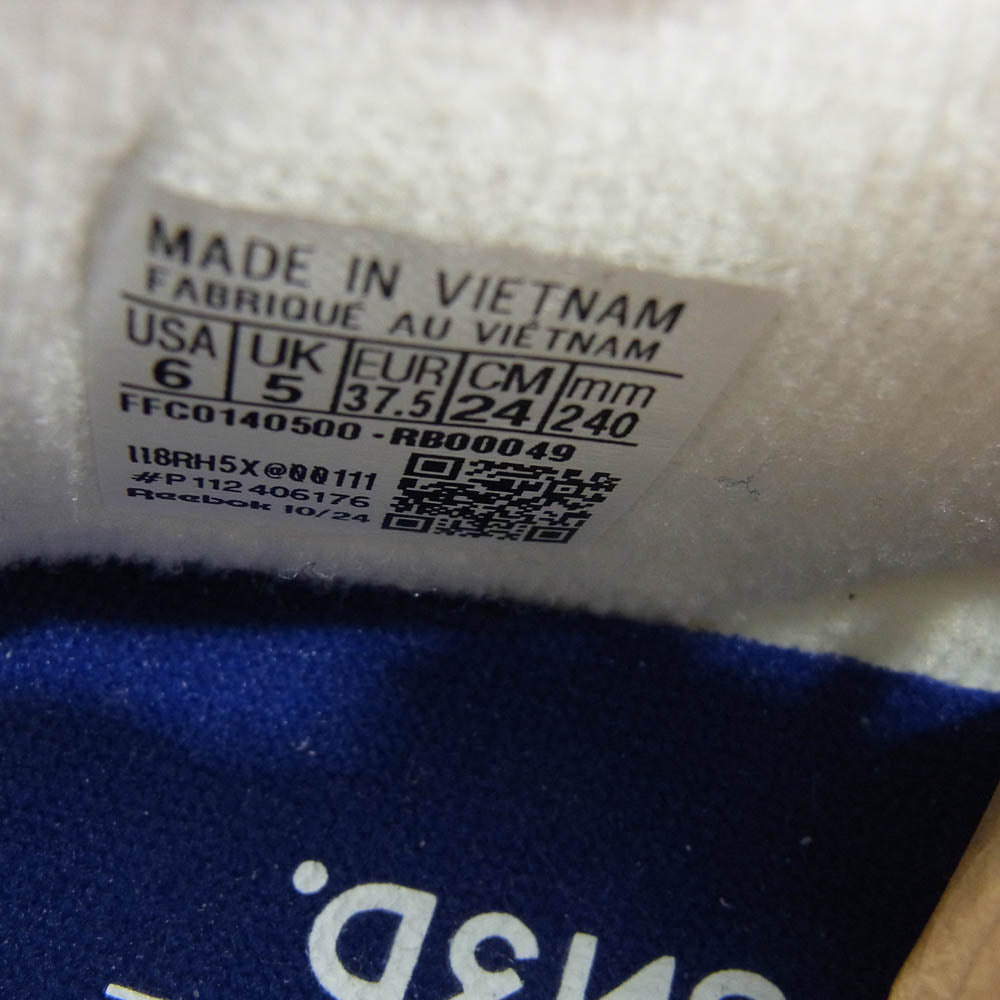 MADE IN VIETNAM
FABRIQUÉ AU VIÉTNAM
USA UK EUR CM mm
6 5 37.5 24 240
FFC0140500-RB00049
118RH5X@00111
#P112406176
Reebok 10/24